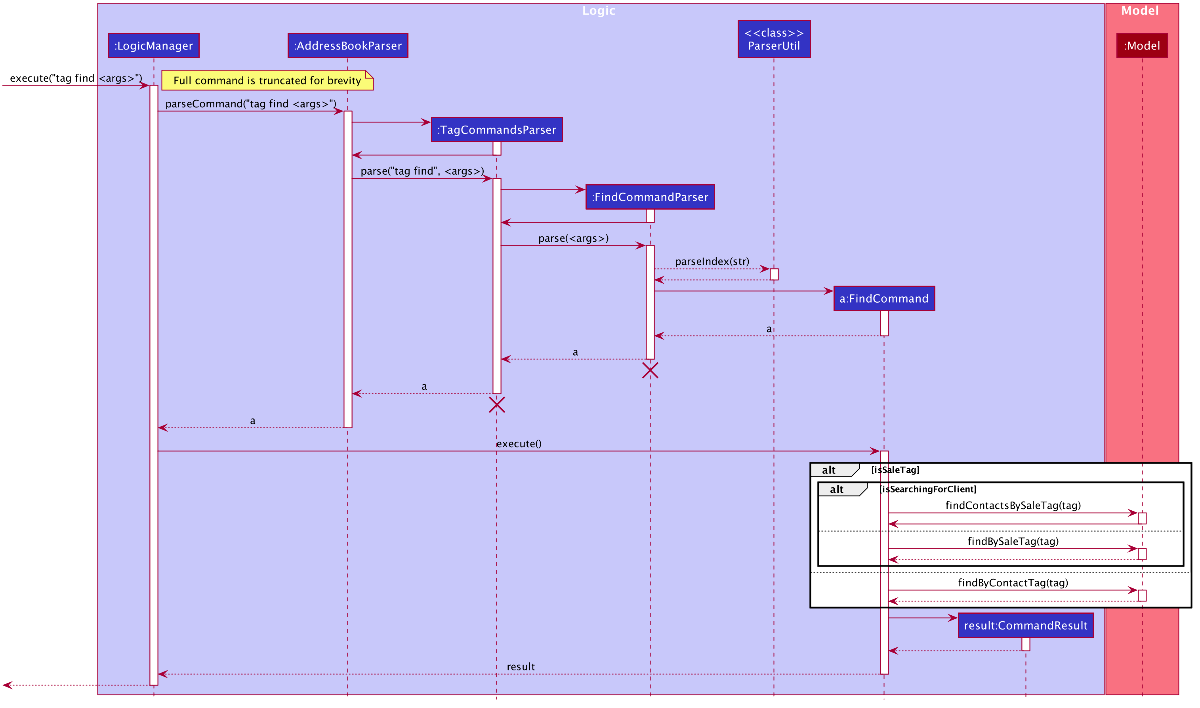 Logic
Model
<<class>>
ParserUtil
:LogicManager
:AddressBookParser
:Model
execute("tag find <args>")
Full command is truncated for brevity
parseCommand("tag find <args>")
:TagCommandsParser
parse("tag find", <args>)
:FindCommandParser
parse(<args>)
parseIndex(str)
a:FindCommand
a
a
a
a
execute()
alt
[isSaleTag]
alt
[isSearchingForClient]
findContactsBySaleTag(tag)
findBySaleTag(tag)
findByContactTag(tag)
result:CommandResult
result